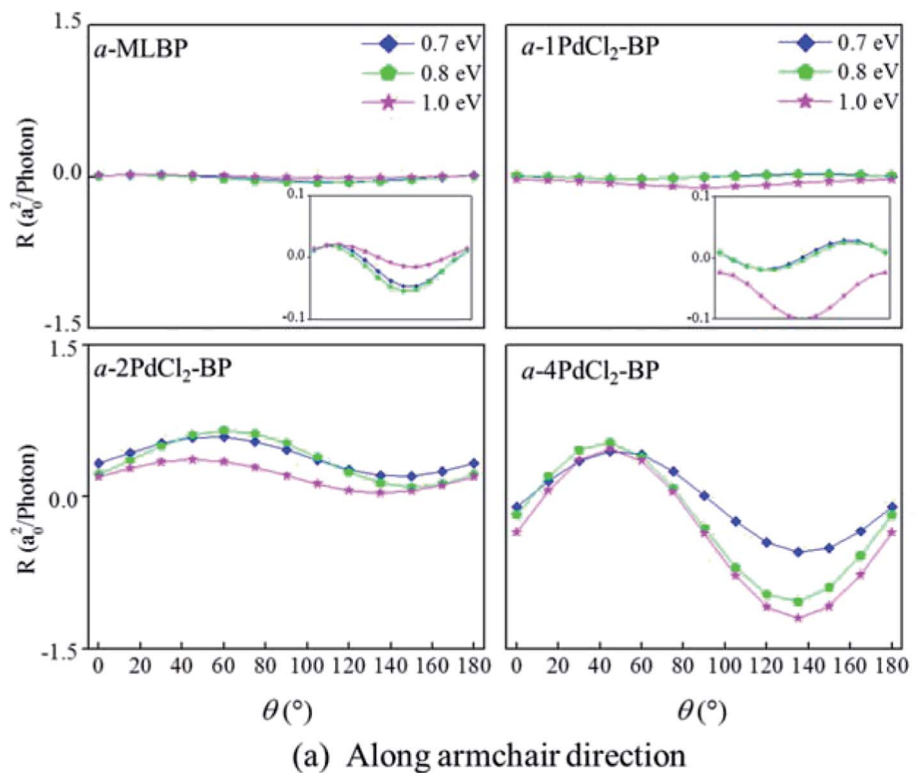 1.5
a-MLBP
0.7 eV
0.8 eV
1.0 eV
a-1PdCl₂-BP
0.7 eV
0.8 eV
1.0 eV
R (a₀²/Photon)
0.0
0.1
0.0
-0.1
0.1
0.0
-0.1
-1.5
1.5
a-2PdCl₂-BP
a-4PdCl₂-BP
R (a₀²/Photon)
0.0
-1.5
0 20 40 60 80 100 120 140 160 180
0 20 40 60 80 100 120 140 160 180
θ (°)
θ (°)
(a) Along armchair direction